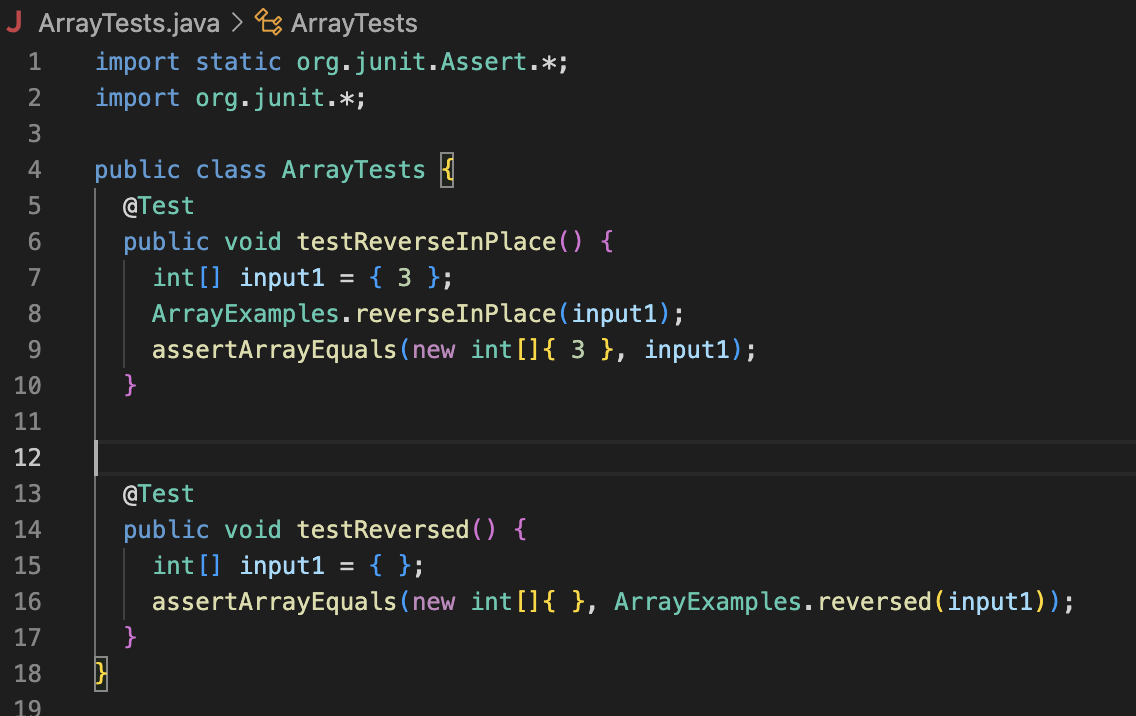 J ArrayTests.java > ArrayTests
1 import static org.junit.Assert.*;
2 import org.junit.*;
3
4 public class ArrayTests {
5   @Test
6   public void testReverseInPlace() {
7     int[] input1 = { 3 };
8     ArrayExamples.reverseInPlace(input1);
9     assertArrayEquals(new int[]{ 3 }, input1);
10   }
11
12
13   @Test
14   public void testReversed() {
15     int[] input1 = { };
16     assertArrayEquals(new int[]{ }, ArrayExamples.reversed(input1));
17   }
18 }
19